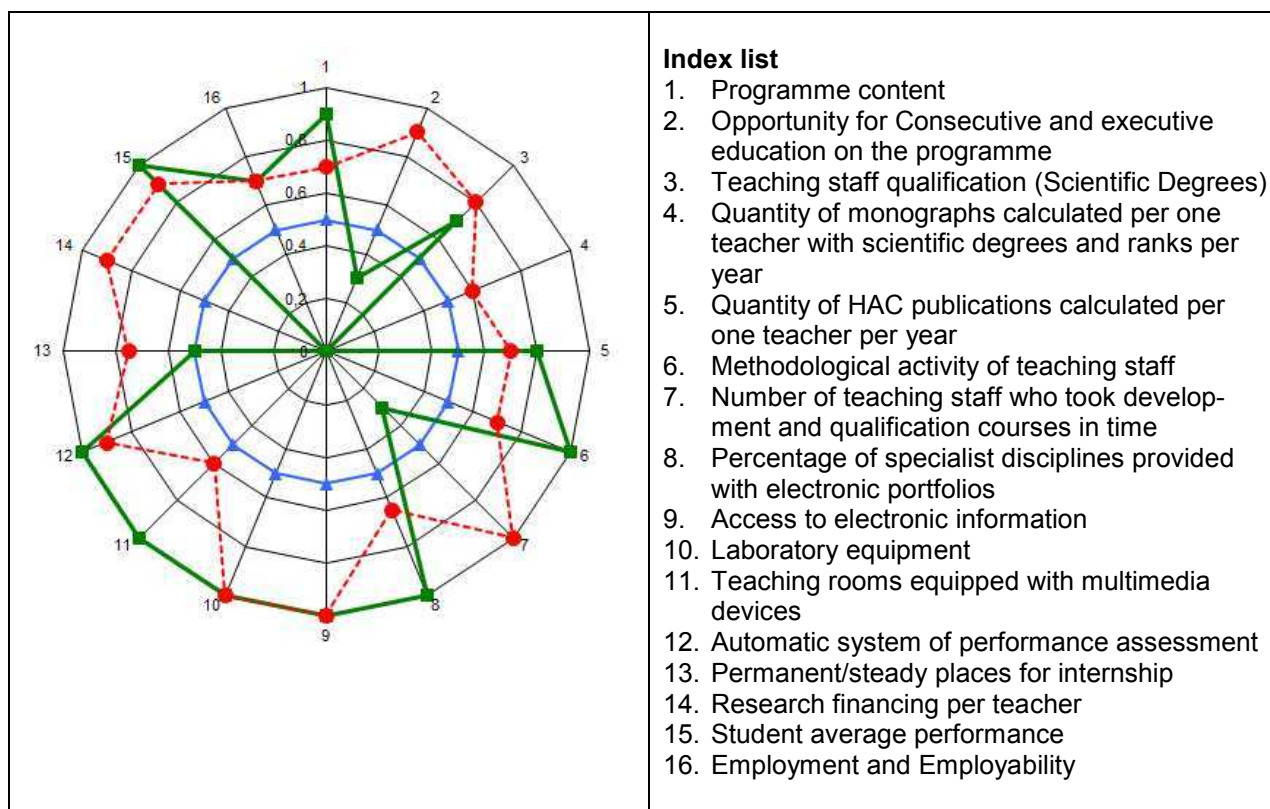 1
16
2
1
15
3
0,8
0,6
14
4
0,4
0,2
13
0
5
12
6
11
7
10
8
9
Index list
1. Programme content
2. Opportunity for Consecutive and executive
education on the programme
3. Teaching staff qualification (Scientific Degrees)
4. Quantity of monographs calculated per one
teacher with scientific degrees and ranks per
year
5. Quantity of HAC publications calculated per
one teacher per year
6. Methodological activity of teaching staff
7. Number of teaching staff who took develop-
ment and qualification courses in time
8. Percentage of specialist disciplines provided
with electronic portfolios
9. Access to electronic information
10. Laboratory equipment
11. Teaching rooms equipped with multimedia
devices
12. Automatic system of performance assessment
13. Permanent/steady places for internship
14. Research financing per teacher
15. Student average performance
16. Employment and Employability